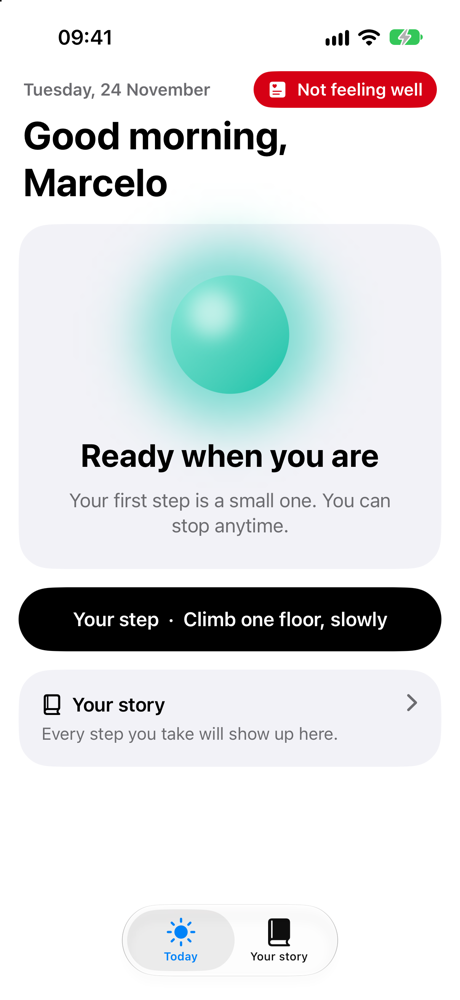 09:41
Tuesday, 24 November
Not feeling well
Good morning,
Marcelo
Ready when you are
Your first step is a small one. You can
stop anytime.
Your step · Climb one floor, slowly
Your story
Every step you take will show up here.
Today
Your story